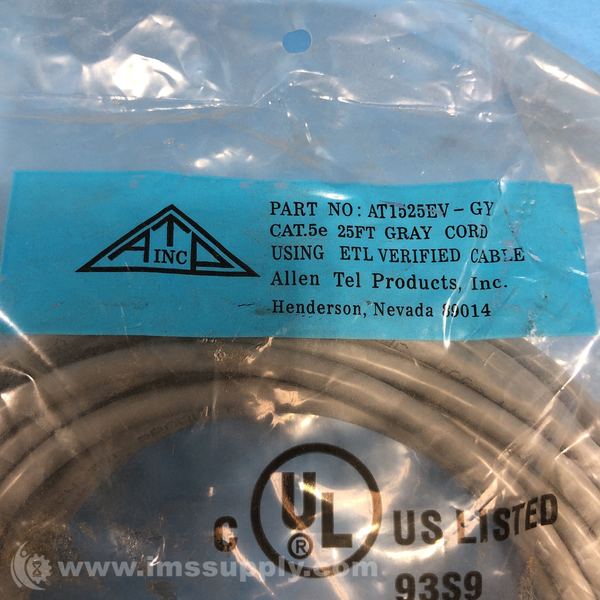 ATP
INC
PART NO: AT1525EV-GY
CAT.5e 25FT GRAY CORD
USING ETL VERIFIED CABLE
Allen Tel Products, Inc.
Henderson, Nevada 89014
C UL ® US LISTED
93S9
www.imssupply.com